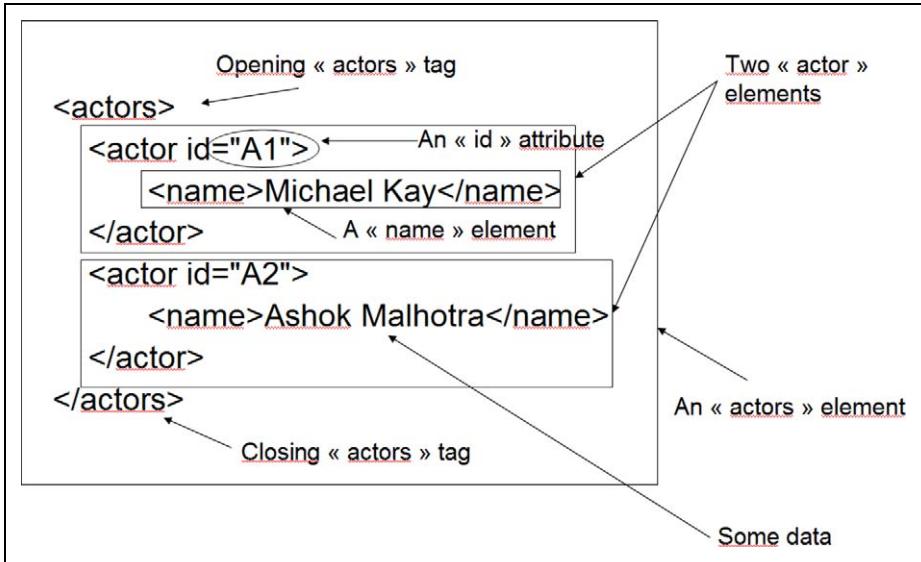 Opening « actors » tag
Two « actor »
elements
<actors>
<actor id="A1">
An « id » attribute
<name>Michael Kay</name>
</actor>
A « name » element
<actor id="A2">
<name>Ashok Malhotra</name>
</actor>
</actors>
An « actors » element
Closing « actors » tag
Some data